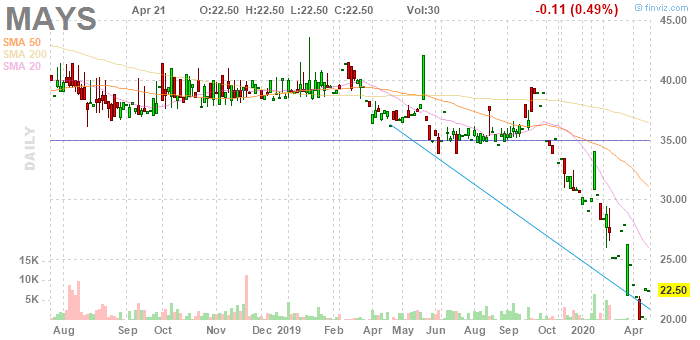 © finviz.com
MAYS Apr 21 O:22.50 H:22.50 L:22.50 C:22.50 Vol:30 -0.11 (0.49%)
SMA 50
SMA 200
SMA 20
DAILY
45.00
40.00
35.00
30.00
25.00
22.50
20.00
15K
10K
5K
Aug Sep Oct Nov Dec 2019 Feb Apr May Jun Aug Sep Oct 2020 Apr